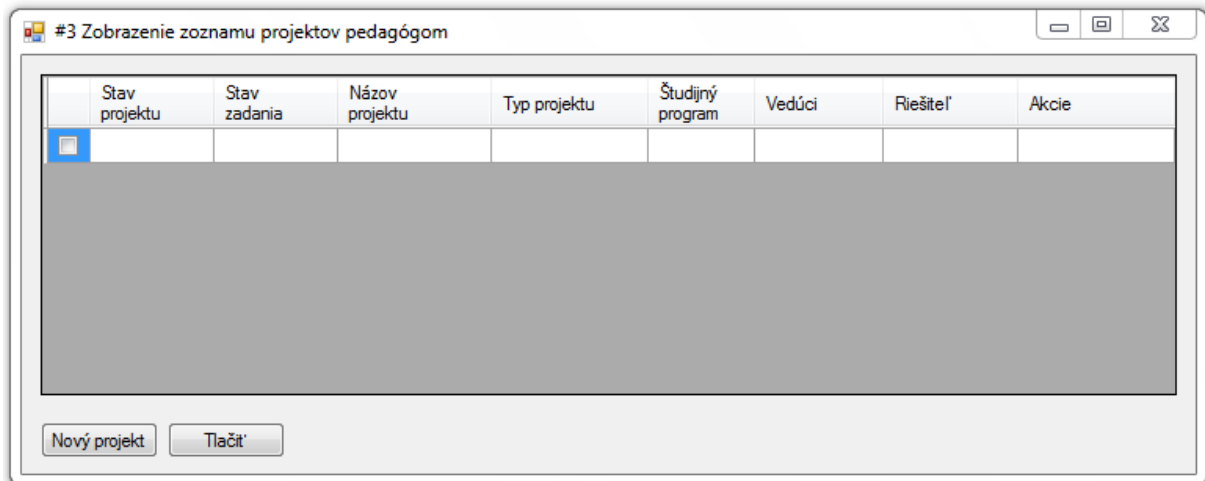 #3 Zobrazenie zoznamu projektov pedagógom
Stav projektu
Stav zadania
Názov projektu
Typ projektu
Študijný program
Vedúci
Riešiteľ
Akcie
Nový projekt
Tlačiť